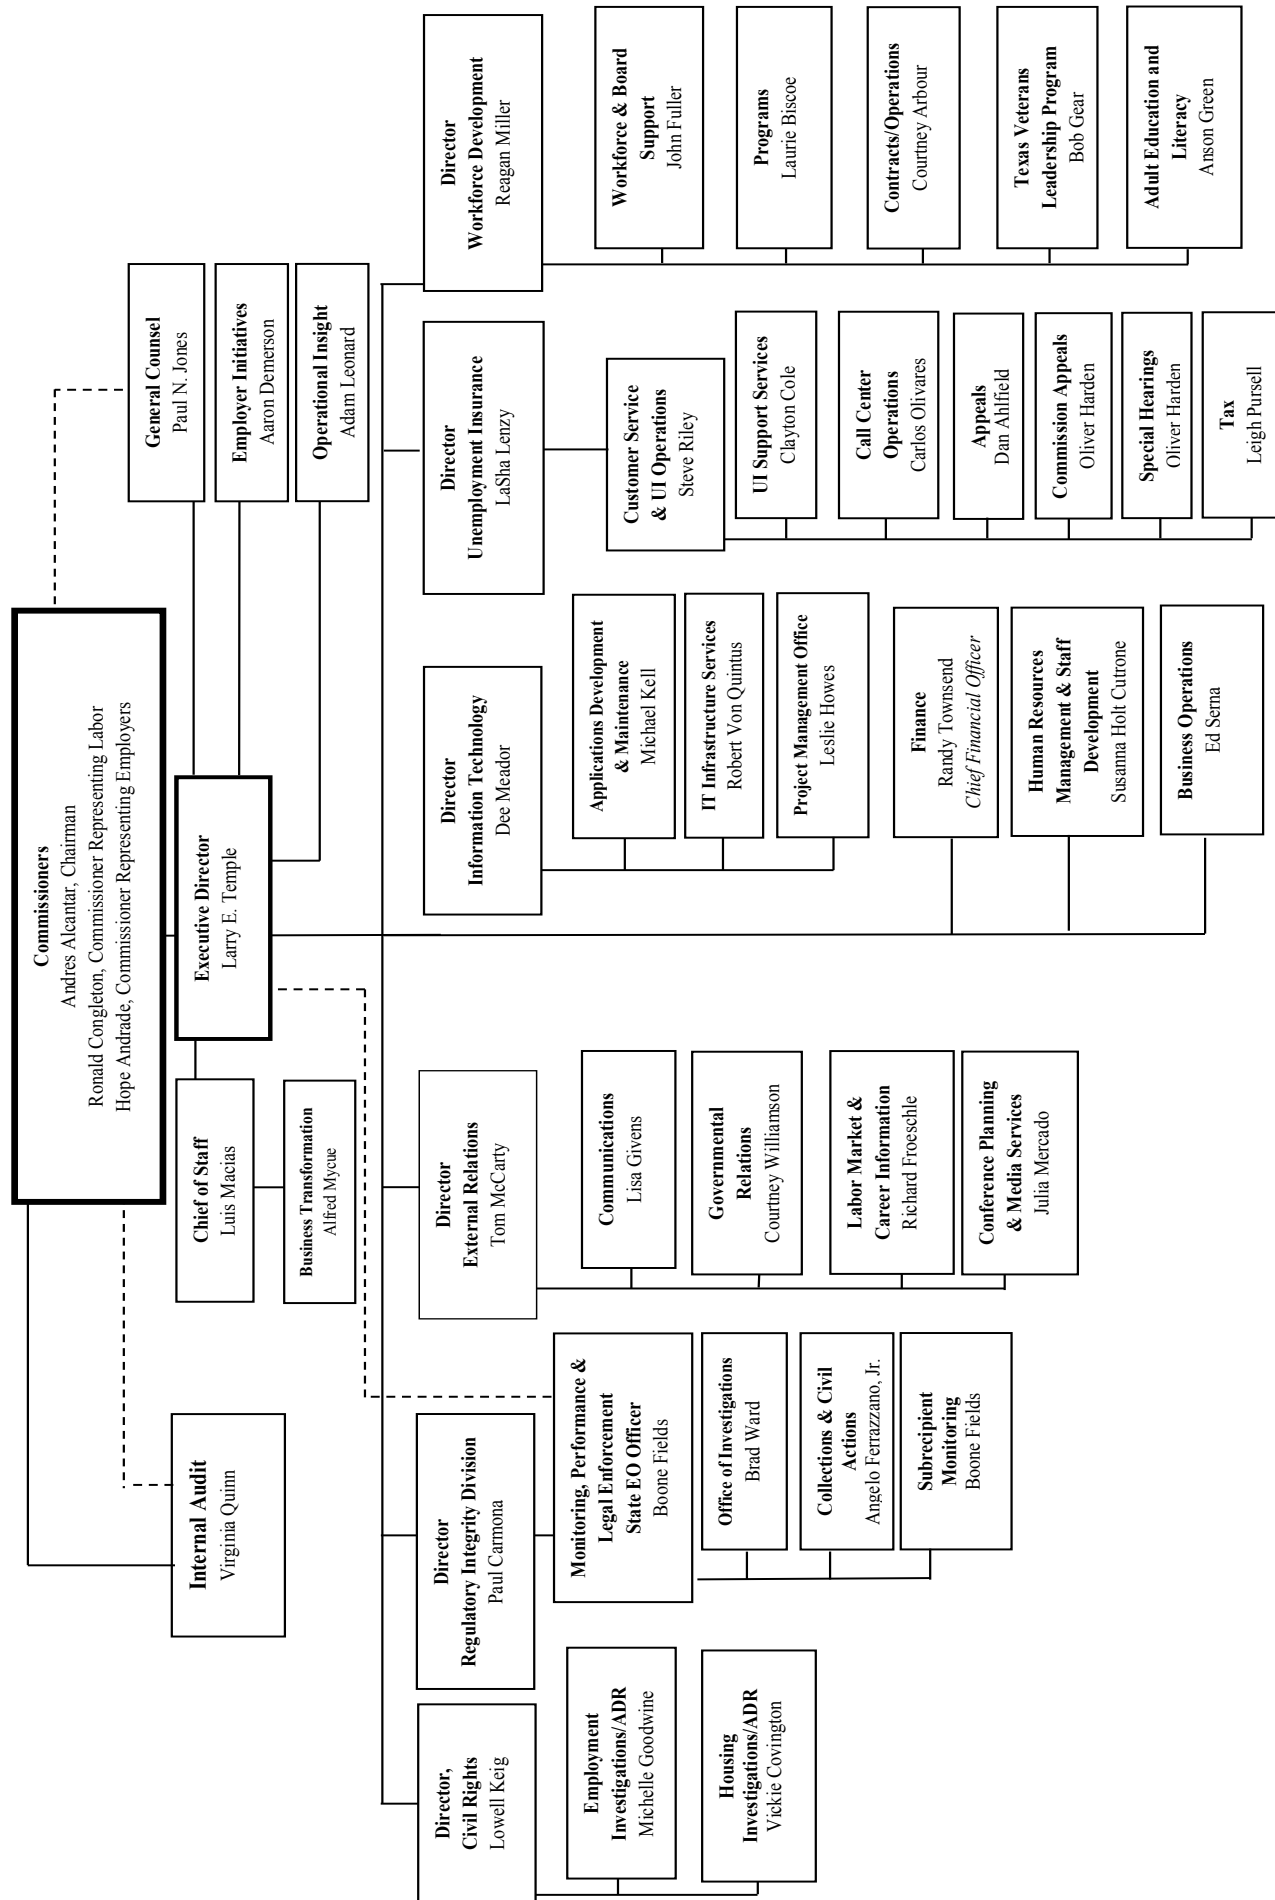 Commissioners
Andres Alcantar, Chairman
Ronald Congleton, Commissioner Representing Labor
Hope Andrade, Commissioner Representing Employers
Internal Audit
Virginia Quinn
Executive Director
Larry E. Temple
Chief of Staff
Luis Macias
Business Transformation
Alfred Mycue
General Counsel
Paul N. Jones
Employer Initiatives
Aaron Demerson
Operational Insight
Adam Leonard
Director,
Civil Rights
Lowell Keig
Employment
Investigations/ADR
Michelle Goodwine
Housing
Investigations/ADR
Vickie Covington
Director
Regulatory Integrity Division
Paul Carmona
Monitoring, Performance &
Legal Enforcement
State EO Officer
Boone Fields
Office of Investigations
Brad Ward
Collections & Civil
Actions
Angelo Ferrazzano, Jr.
Subrecipient
Monitoring
Boone Fields
Director
External Relations
Tom McCarty
Communications
Lisa Givens
Governmental
Relations
Courtney Williamson
Labor Market &
Career Information
Richard Froeschle
Conference Planning
& Media Services
Julia Mercado
Director
Information Technology
Dee Meador
Applications Development
& Maintenance
Michael Kell
IT Infrastructure Services
Robert Von Quintus
Project Management Office
Leslie Howes
Finance
Randy Townsend
Chief Financial Officer
Human Resources
Management & Staff
Development
Susanna Holt Cutrone
Business Operations
Ed Serna
Director
Unemployment Insurance
LaSha Lenzy
Customer Service
& UI Operations
Steve Riley
UI Support Services
Clayton Cole
Call Center
Operations
Carlos Olivares
Appeals
Dan Ahlfield
Commission Appeals
Oliver Harden
Special Hearings
Oliver Harden
Tax
Leigh Pursell
Director
Workforce Development
Reagan Miller
Workforce & Board
Support
John Fuller
Programs
Laurie Biscoe
Contracts/Operations
Courtney Arbour
Texas Veterans
Leadership Program
Bob Gear
Adult Education and
Literacy
Anson Green